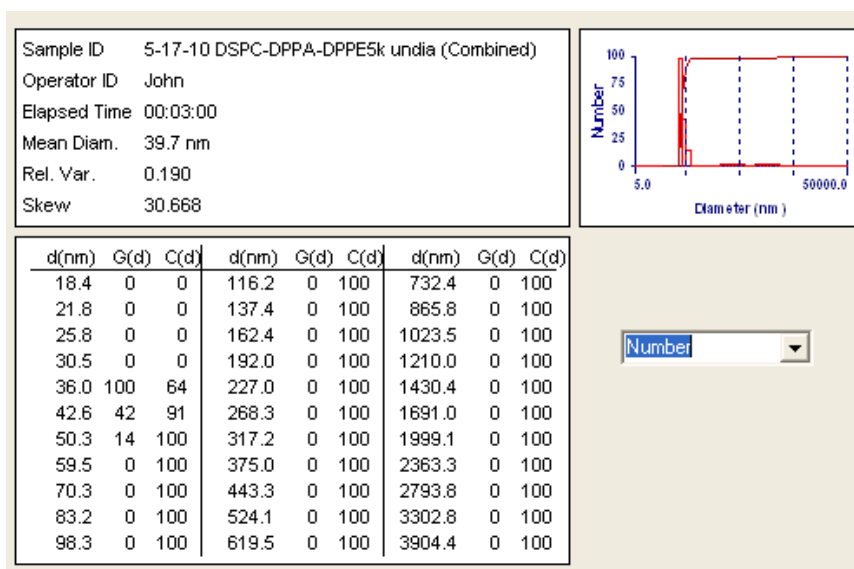 Sample ID 5-17-10 DSPC-DPPA-DPPE5k undia (Combined)
Operator ID John
Elapsed Time 00:03:00
Mean Diam. 39.7 nm
Rel. Var. 0.190
Skew 30.668
100
75
50
25
0
Number
5.0 50000.0
Diameter (nm )
d(nm) G(d) C(d) d(nm) G(d) C(d) d(nm) G(d) C(d)
18.4 0 0 116.2 0 100 732.4 0 100
21.8 0 0 137.4 0 100 865.8 0 100
25.8 0 0 162.4 0 100 1023.5 0 100
30.5 0 0 192.0 0 100 1210.0 0 100
36.0 100 64 227.0 0 100 1430.4 0 100
42.6 42 91 268.3 0 100 1691.0 0 100
50.3 14 100 317.2 0 100 1999.1 0 100
59.5 0 100 375.0 0 100 2363.3 0 100
70.3 0 100 443.3 0 100 2793.8 0 100
83.2 0 100 524.1 0 100 3302.8 0 100
98.3 0 100 619.5 0 100 3904.4 0 100
Number